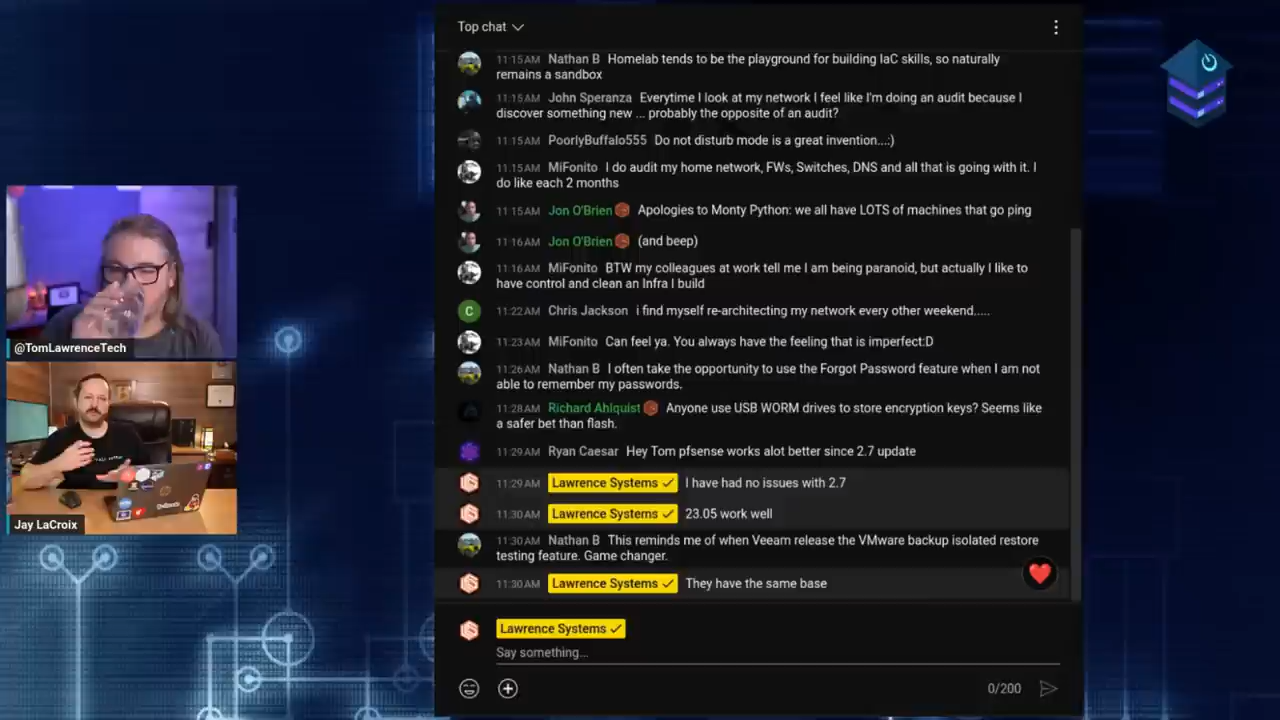 Top chat
11:15 AM Nathan B Homelab tends to be the playground for building IaC skills, so naturally
remains a sandbox
11:15 AM John Speranza Everytime I look at my network I feel like I'm doing an audit because I
discover something new ... probably the opposite of an audit?
11:15 AM PoorlyBuffalo555 Do not disturb mode is a great invention...:)
11:15 AM MiFonito I do audit my home network, FWs, Switches, DNS and all that is going with it. I
do like each 2 months
11:15 AM Jon O'Brien Apologies to Monty Python: we all have LOTS of machines that go ping
11:16 AM Jon O'Brien (and beep)
11:16 AM MiFonito BTW my colleagues at work tell me I am being paranoid, but actually I like to
have control and clean an Infra I build
C 11:22 AM Chris Jackson i find myself re-architecting my network every other weekend.....
11:23 AM MiFonito Can feel ya. You always have the feeling that is imperfect:D
@TomLawrenceTech
11:26 AM Nathan B I often take the opportunity to use the Forgot Password feature when I am not
able to remember my passwords.
11:28 AM Richard Ahlquist Anyone use USB WORM drives to store encryption keys? Seems like
a safer bet than flash.
11:29 AM Ryan Caesar Hey Tom pfsense works alot better since 2.7 update
11:29 AM Lawrence Systems I have had no issues with 2.7
11:30 AM Lawrence Systems 23.05 work well
Jay LaCroix
11:30 AM Nathan B This reminds me of when Veeam release the VMware backup isolated restore
testing feature. Game changer.
11:30 AM Lawrence Systems They have the same base
Lawrence Systems
Say something...
0/200